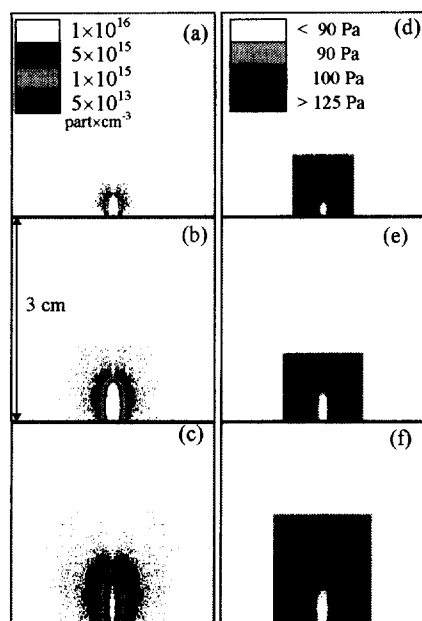 1×10¹⁶
5×10¹⁵
1×10¹⁵
5×10¹³
part×cm⁻³
(a)
< 90 Pa
90 Pa
100 Pa
> 125 Pa
(d)
(b)
(e)
3 cm
(c)
(f)